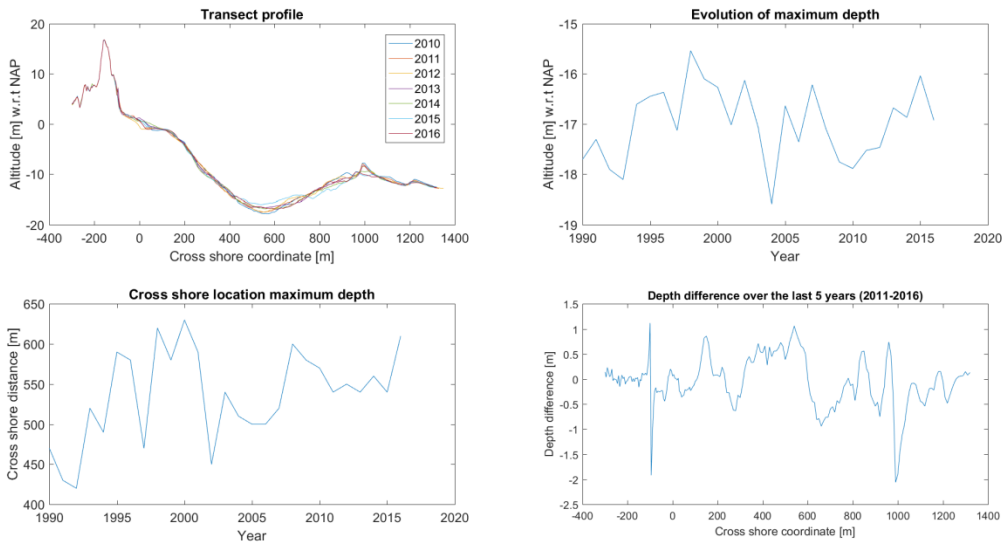 Transect profile
20
10
0
-10
-20
Altitude [m] w.r.t NAP
2010
2011
2012
2013
2014
2015
2016
-400 -200 0 200 400 600 800 1000 1200 1400
Cross shore coordinate [m]
Evolution of maximum depth
-15
-16
-17
-18
-19
Altitude [m] w.r.t NAP
1990 1995 2000 2005 2010 2015 2020
Year
Cross shore location maximum depth
650
600
550
500
450
400
Cross shore distance [m]
1990 1995 2000 2005 2010 2015 2020
Year
Depth difference over the last 5 years (2011-2016)
1.5
1
0.5
0
-0.5
-1
-1.5
-2
-2.5
Depth difference [m]
-400 -200 0 200 400 600 800 1000 1200 1400
Cross shore coordinate [m]